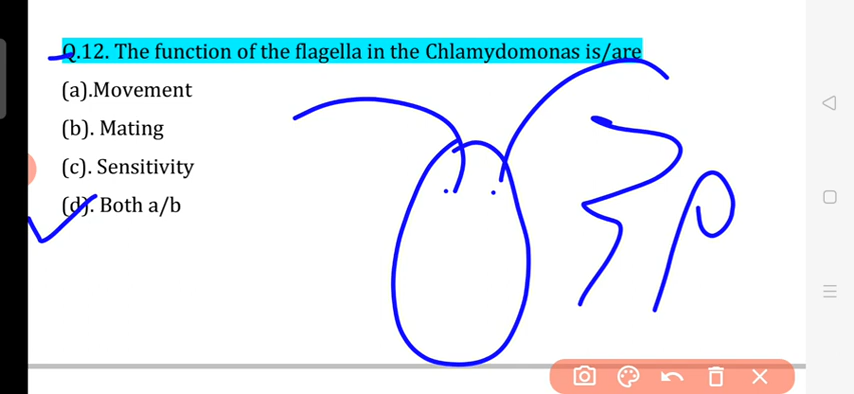 Q.12. The function of the flagella in the Chlamydomonas is/are
(a).Movement
(b). Mating
(c). Sensitivity
(d). Both a/b